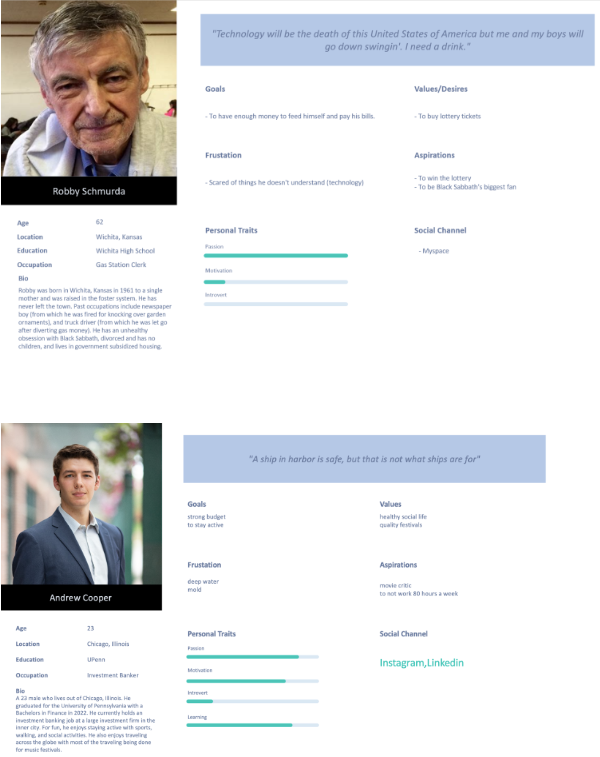 "Technology will be the death of this United States of America but me and my boys will
go down swingin'. I need a drink."
Robby Schmurda
Goals
- To have enough money to feed himself and pay his bills.
Values/Desires
- To buy lottery tickets
Frustation
- Scared of things he doesn't understand (technology)
Aspirations
- To win the lottery
- To be Black Sabbath's biggest fan
Personal Traits
Passion
Motivation
Introvert
Social Channel
- Myspace
Age 62
Location Wichita, Kansas
Education Wichita High School
Occupation Gas Station Clerk
Bio
Robby was born in Wichita, Kansas in 1961 to a single
mother and was raised in the foster system. He has
never left the town. Past occupations include newspaper
boy (from which he was fired for knocking over garden
ornaments), and truck driver (from which he was let go
after diverting gas money). He has an unhealthy
obsession with Black Sabbath, divorced and has no
children, and lives in government subsidized housing.
"A ship in harbor is safe, but that is not what ships are for"
Andrew Cooper
Goals
strong budget
to stay active
Values
healthy social life
quality festivals
Frustation
deep water
mold
Aspirations
movie critic
to not work 80 hours a week
Personal Traits
Passion
Motivation
Introvert
Learning
Social Channel
Instagram,Linkedin
Age 23
Location Chicago, Illinois
Education UPenn
Occupation Investment Banker
Bio
A 23 male who lives out of Chicago, Illinois. He
graduated for the University of Pennsylvania with a
Bachelors in Finance in 2022. He currently holds an
investment banking job at a large investment firm in the
inner city. For fun, he enjoys staying active with sports,
walking, and social activities. He also enjoys traveling
across the globe with most of the traveling being done
for music festivals.